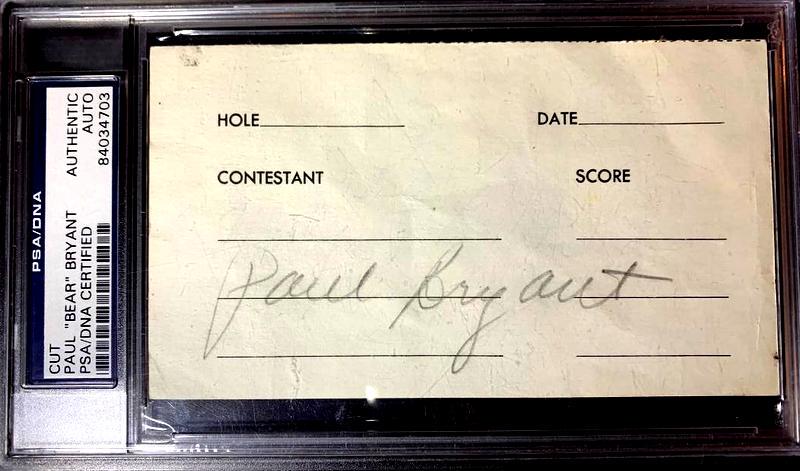 PSA/DNA
CUT
PAUL "BEAR" BRYANT
PSA/DNA CERTIFIED
AUTHENTIC
AUTO
84034703
HOLE DATE
CONTESTANT SCORE
Paul Bryant